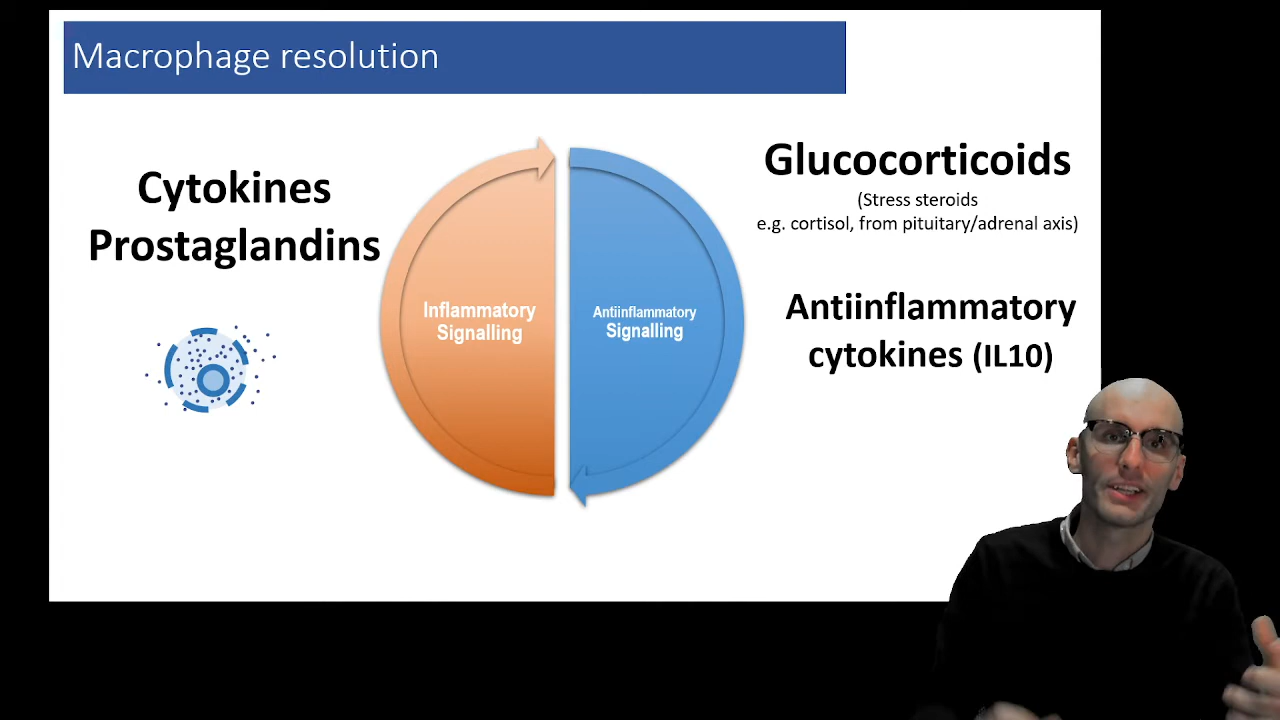 Macrophage resolution
Cytokines
Prostaglandins
Inflammatory
Signalling
Antiinflammatory
Signalling
Glucocorticoids
(Stress steroids
e.g. cortisol, from pituitary/adrenal axis)
Antiinflammatory
cytokines (IL10)